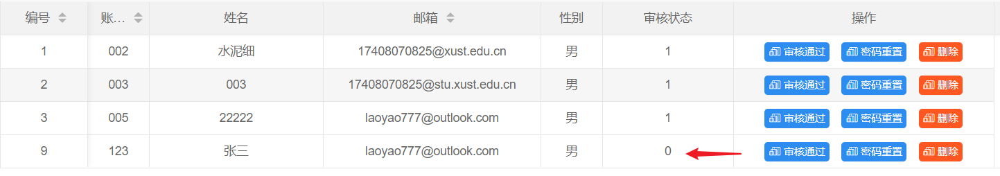 编号 账... 姓名 邮箱 性别 审核状态 操作
1 002 水泥细 17408070825@xust.edu.cn 男 1 审核通过 密码重置 删除
2 003 003 17408070825@stu.xust.edu.cn 男 1 审核通过 密码重置 删除
3 005 22222 laoyao777@outlook.com 男 1 审核通过 密码重置 删除
9 123 张三 laoyao777@outlook.com 男 0 审核通过 密码重置 删除